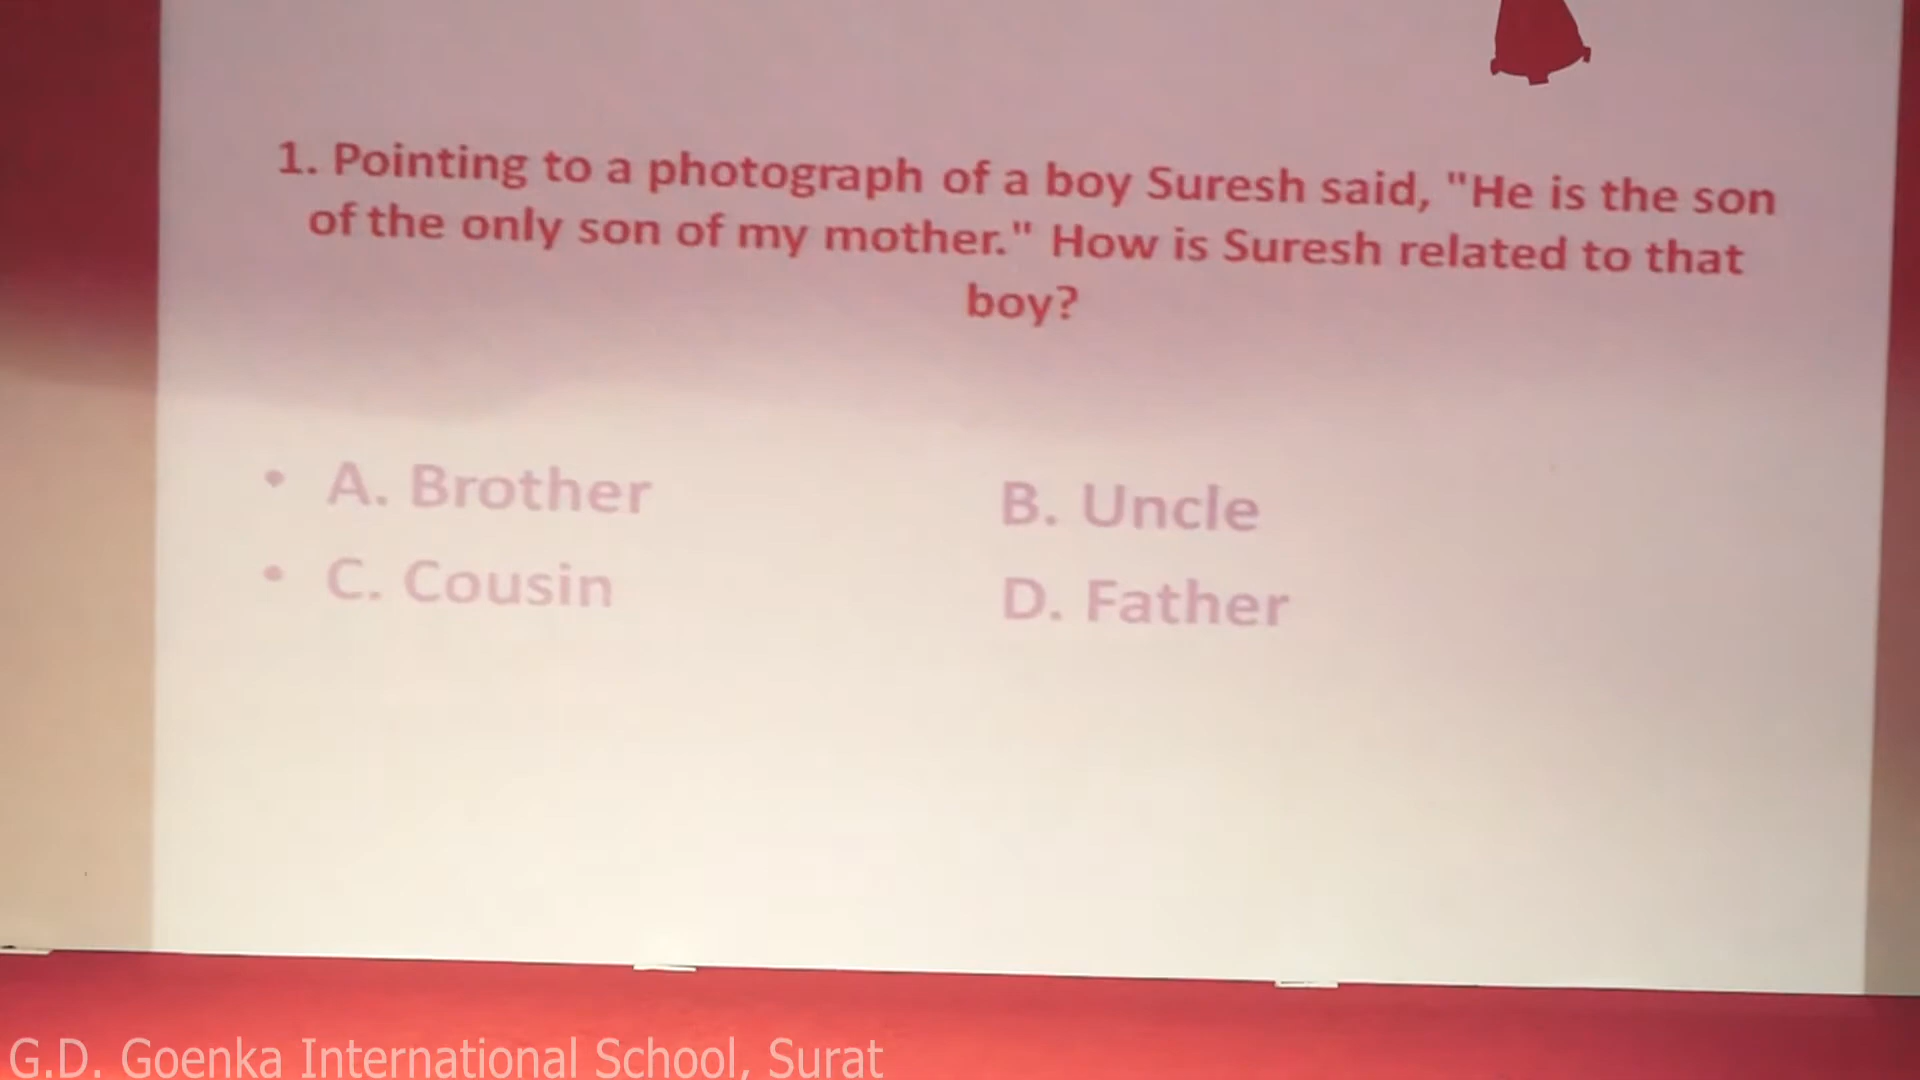 1. Pointing to a photograph of a boy Suresh said, "He is the son
of the only son of my mother." How is Suresh related to that
boy?
• A. Brother B. Uncle
• C. Cousin D. Father
G.D. Goenka International School, Surat